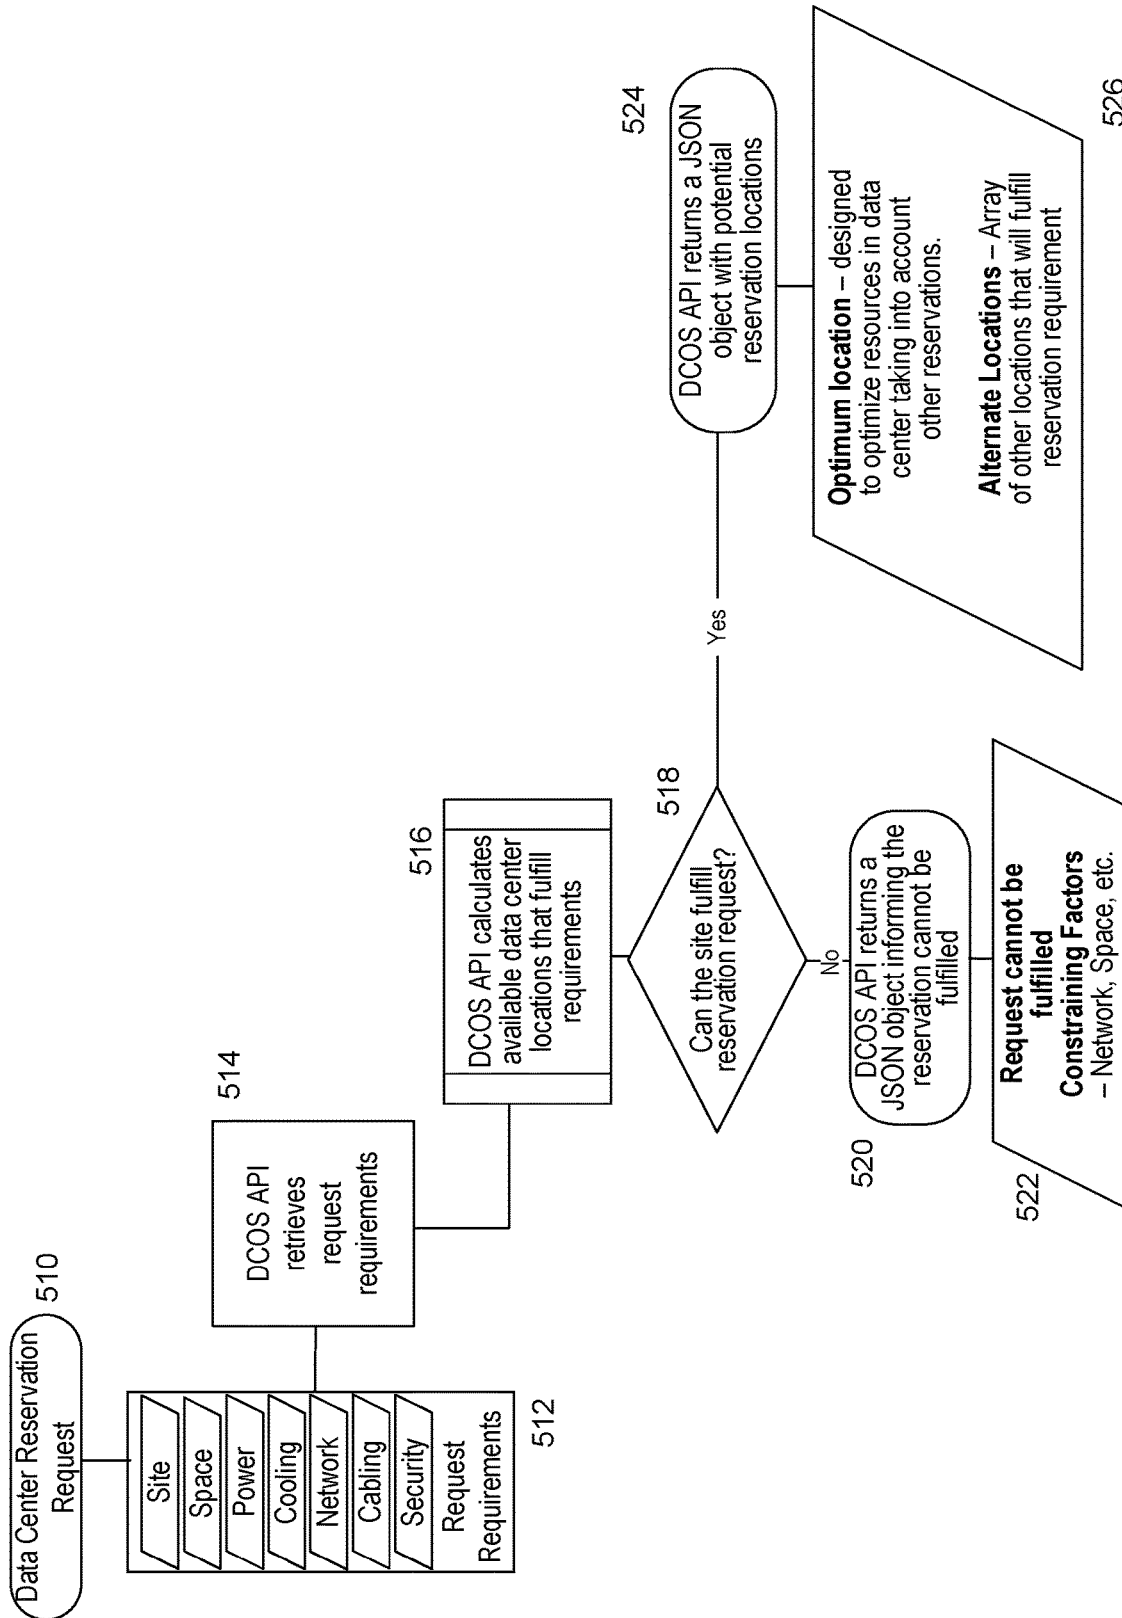 Data Center Reservation
Request
510
Site
Space
Power
Cooling
Network
Cabling
Security
Request
Requirements
512
DCOS API
retrieves
request
requirements
514
DCOS API calculates
available data center
locations that fulfill
requirements
516
Can the site fulfill
reservation request?
518
No
Yes
DCOS API returns a
JSON object informing the
reservation cannot be
fulfilled
520
Request cannot be
fulfilled
Constraining Factors
– Network, Space, etc.
522
DCOS API returns a JSON
object with potential
reservation locations
524
Optimum location – designed
to optimize resources in data
center taking into account
other reservations.
Alternate Locations – Array
of other locations that will fulfill
reservation requirement
526